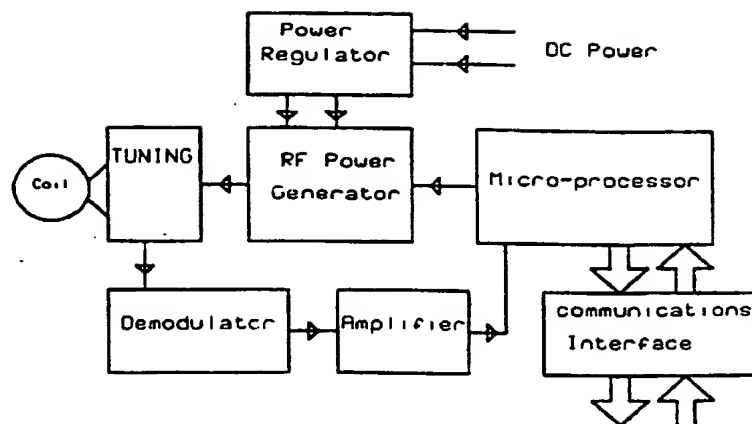 Power
Regulator
DC Power
TUNING
Coil
RF Power
Generator
Micro-processor
Demodulator
Amplifier
communications
Interface